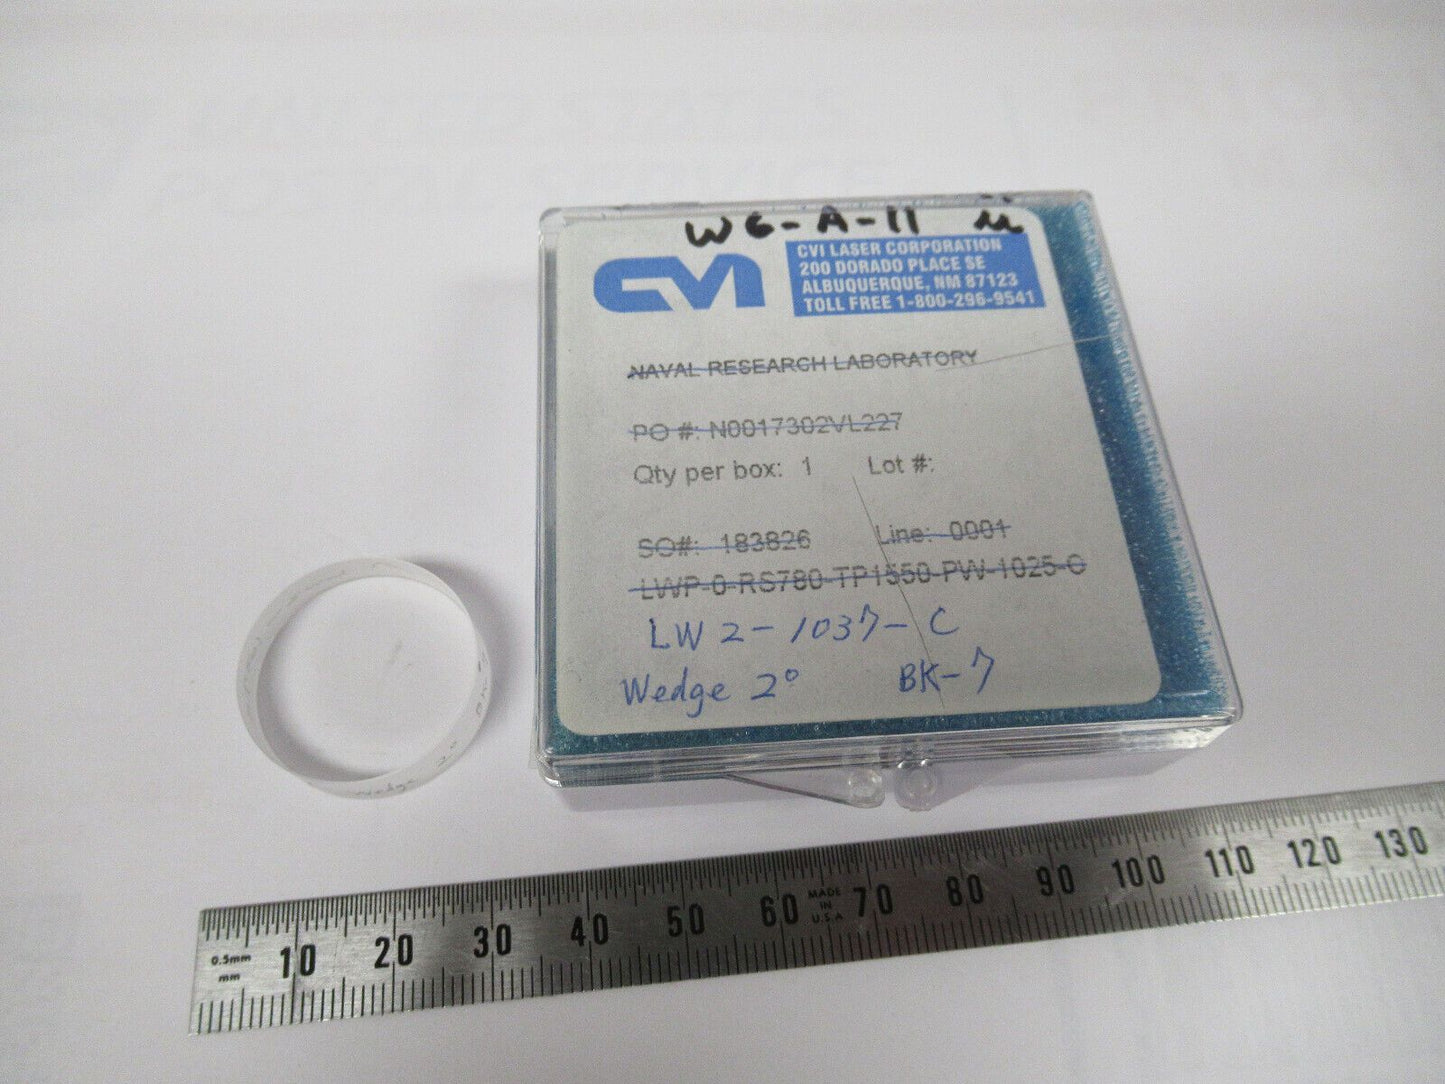 W6-A-11
CVI
CVI LASER CORPORATION
200 DORADO PLACE SE
ALBUQUERQUE, NM 87123
TOLL FREE 1-800-296-9541
NAVAL RESEARCH LABORATORY
PO #: N0017302VL227
Qty per box: 1 Lot #:
SO#: 183826 Line: 0001
LWP-0-RS780-TP1550-PW-1025-C
LW2-1037-C
Wedge 2° BK-7
Wedge 2°
0.5mm
mm
10 20 30 40 50 60 70 80 90 100 110 120 130
MADE
IN
U.S.A